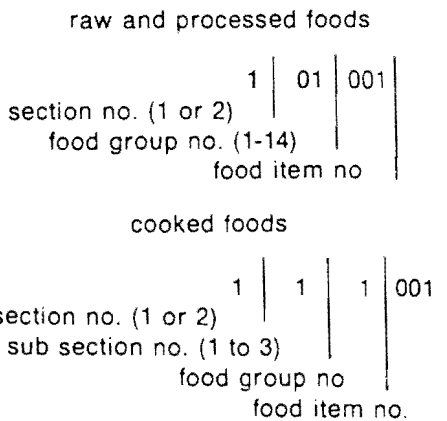 raw and processed foods
1 01 001
section no. (1 or 2)
food group no. (1-14)
food item no
cooked foods
1 1 1 001
section no. (1 or 2)
sub section no. (1 to 3)
food group no
food item no.